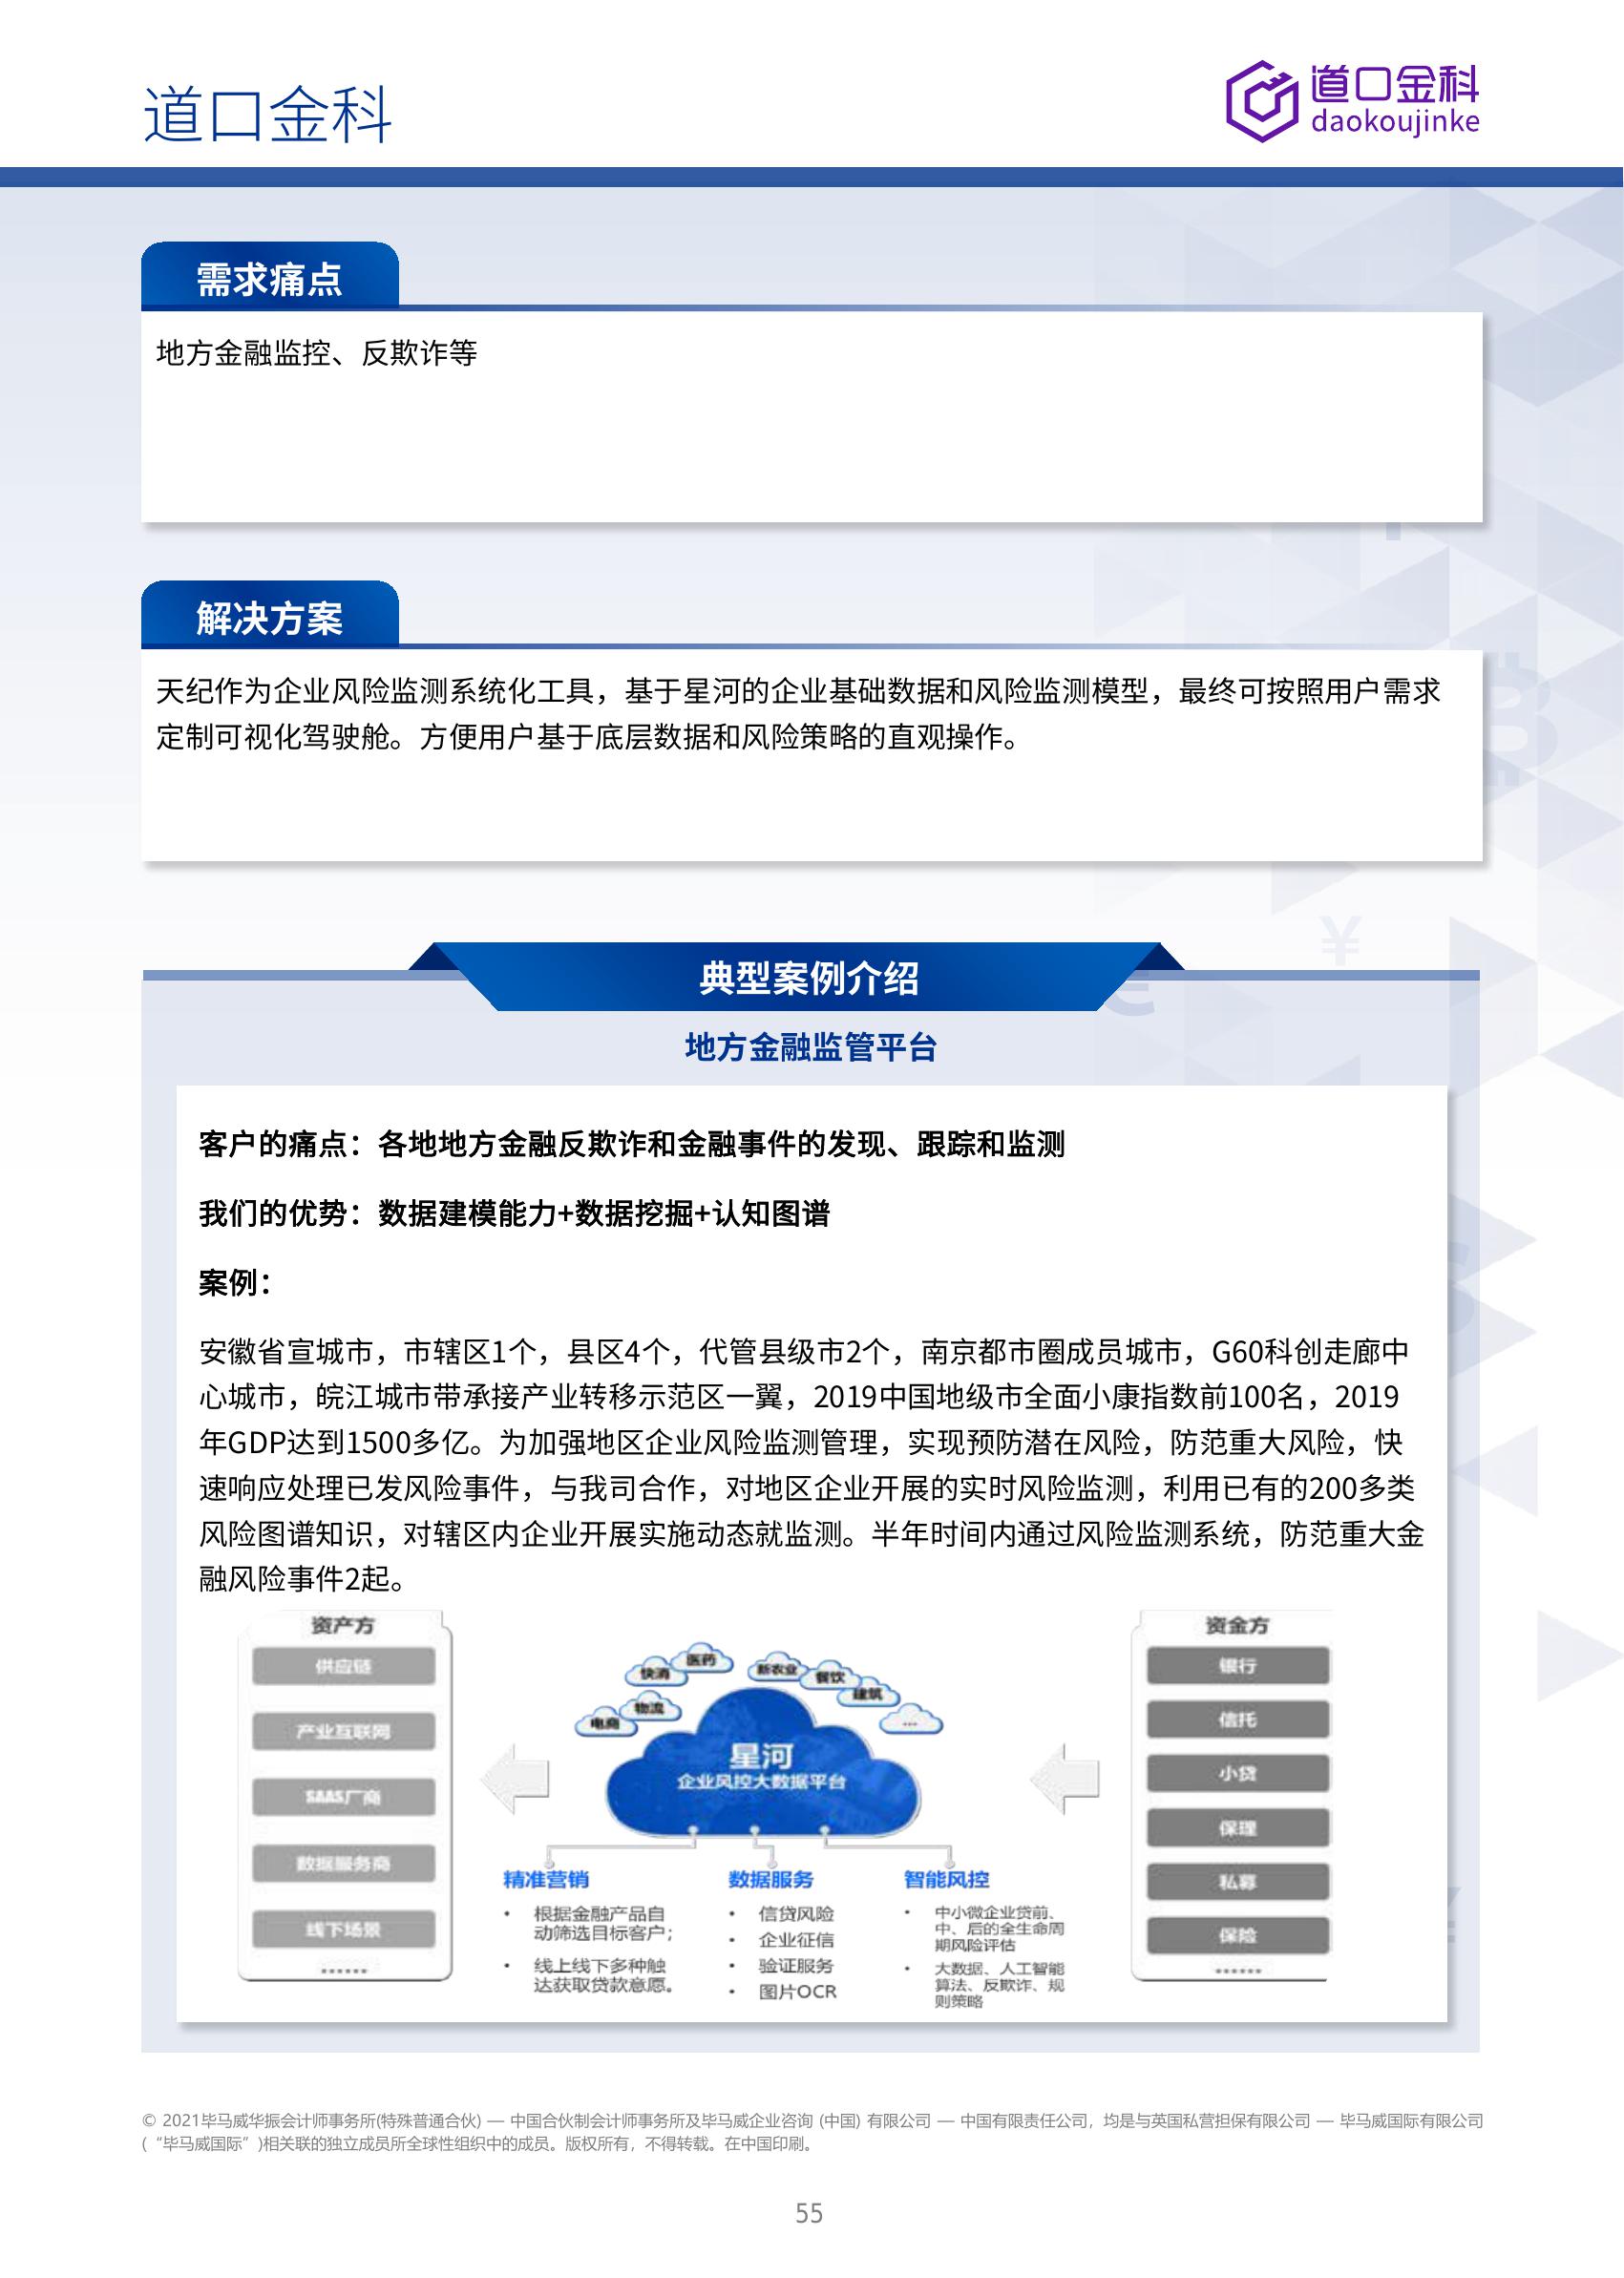 道口金科
道口金科
daokoujinke
需求痛点
地方金融监控、反欺诈等
解决方案
天纪作为企业风险监测系统化工具，基于星河的企业基础数据和风险监测模型，最终可按照用户需求
定制可视化驾驶舱。方便用户基于底层数据和风险策略的直观操作。
典型案例介绍
地方金融监管平台
客户的痛点：各地地方金融反欺诈和金融事件的发现、跟踪和监测
我们的优势：数据建模能力+数据挖掘+认知图谱
案例：
安徽省宣城市，市辖区1个，县区4个，代管县级市2个，南京都市圈成员城市，G60科创走廊中
心城市，皖江城市带承接产业转移示范区一翼，2019中国地级市全面小康指数前100名，2019
年GDP达到1500多亿。为加强地区企业风险监测管理，实现预防潜在风险，防范重大风险，快
速响应处理已发风险事件，与我司合作，对地区企业开展的实时风险监测，利用已有的200多类
风险图谱知识，对辖区内企业开展实施动态就监测。半年时间内通过风险监测系统，防范重大金
融风险事件2起。
资产方
供应链
产业互联网
SAAS厂商
数据服务商
线下场景
......
电商
物流
快消
医药
新农业
餐饮
建筑
...
星河
企业风控大数据平台
精准营销
• 根据金融产品自
动筛选目标客户；
• 线上线下多种触
达获取贷款意愿。
数据服务
• 信贷风险
• 企业征信
• 验证服务
• 图片OCR
智能风控
• 中小微企业贷前、
中、后的全生命周
期风险评估
• 大数据、人工智能
算法、反欺诈、规
则策略
资金方
银行
信托
小贷
保理
私募
保险
......
© 2021毕马威华振会计师事务所(特殊普通合伙) — 中国合伙制会计师事务所及毕马威企业咨询 (中国) 有限公司 — 中国有限责任公司，均是与英国私营担保有限公司 — 毕马威国际有限公司
(“毕马威国际”)相关联的独立成员所全球性组织中的成员。版权所有，不得转载。在中国印刷。
55